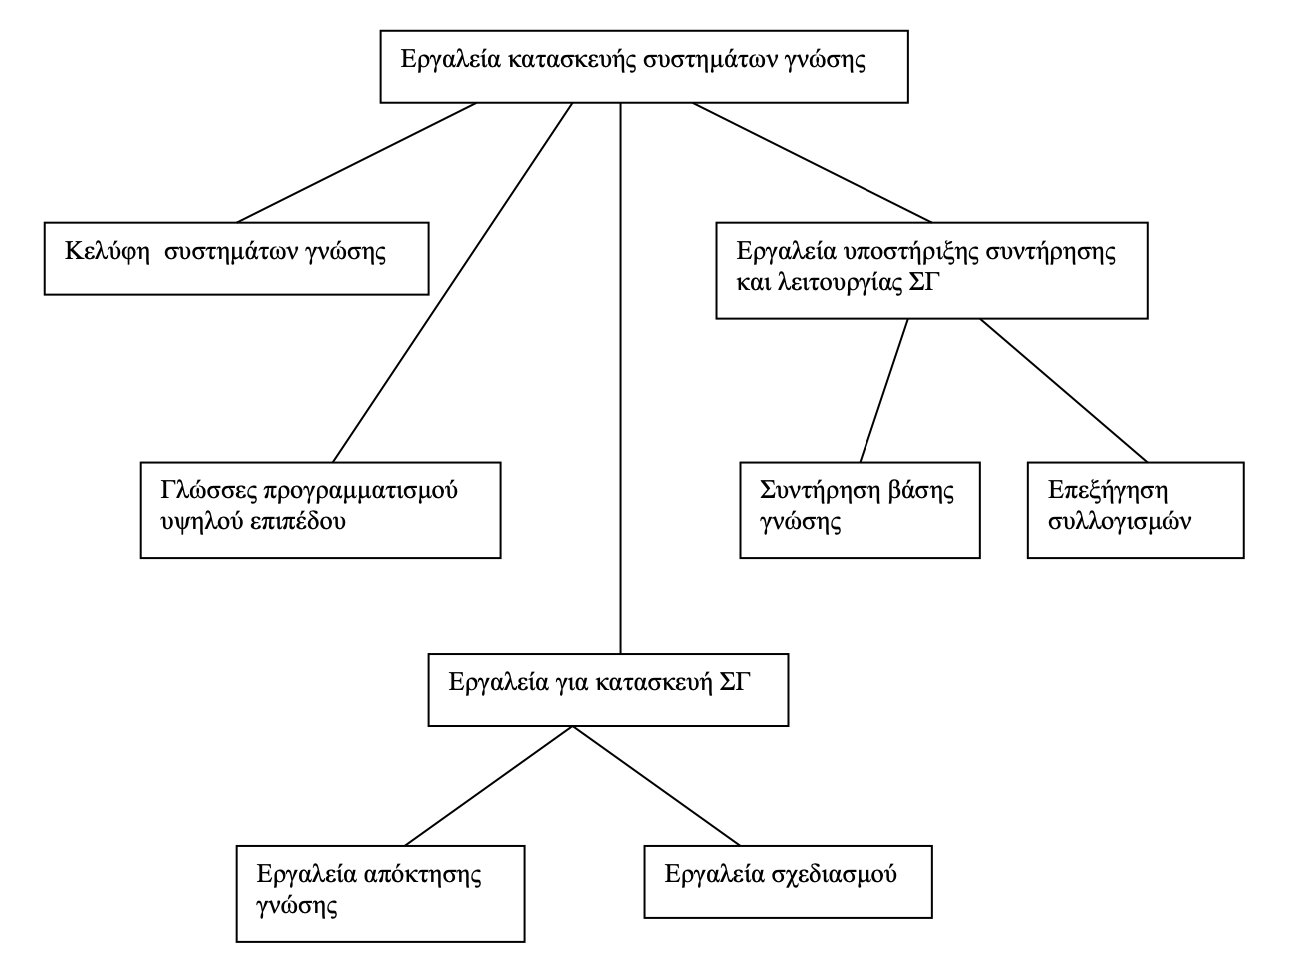 Εργαλεία κατασκευής συστημάτων γνώσης
Κελύφη συστημάτων γνώσης
Εργαλεία υποστήριξης συντήρησης
και λειτουργίας ΣΓ
Γλώσσες προγραμματισμού
υψηλού επιπέδου
Συντήρηση βάσης
γνώσης
Επεξήγηση
συλλογισμών
Εργαλεία για κατασκευή ΣΓ
Εργαλεία απόκτησης
γνώσης
Εργαλεία σχεδιασμού